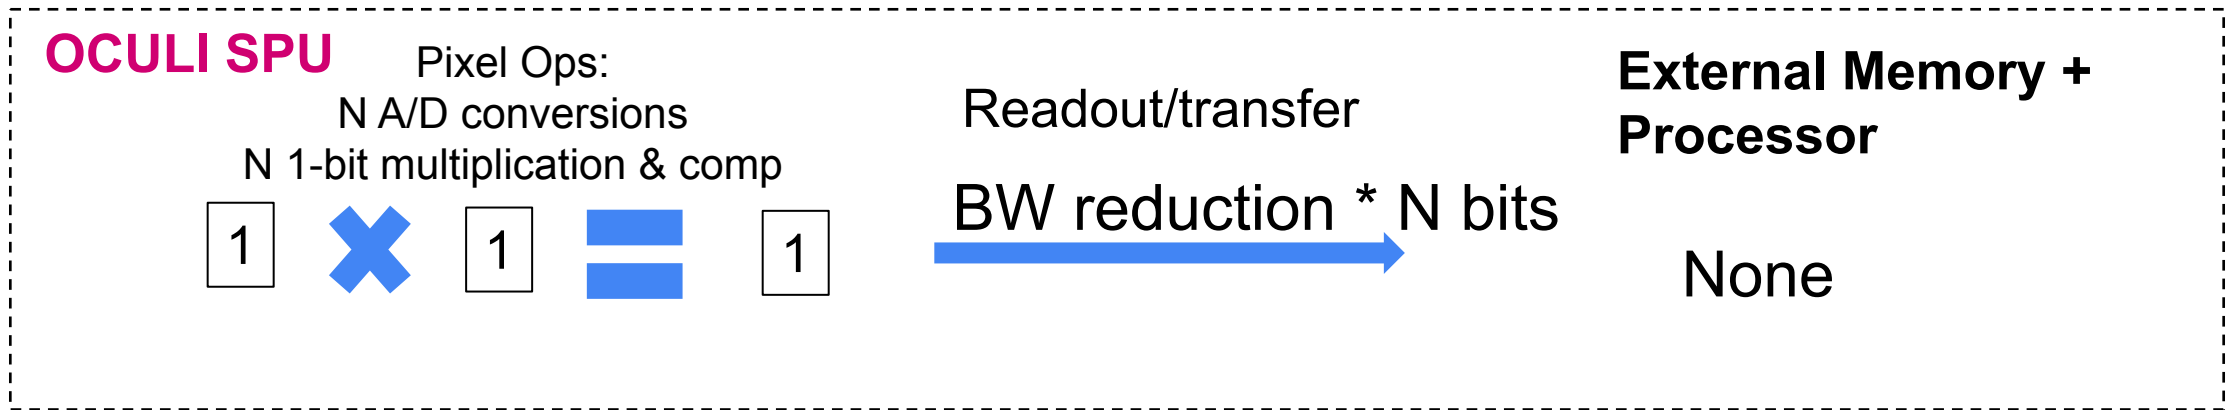 OCULI SPU
Pixel Ops:
N A/D conversions
N 1-bit multiplication & comp
1
1
1
Readout/transfer
BW reduction * N bits
External Memory +
Processor
None